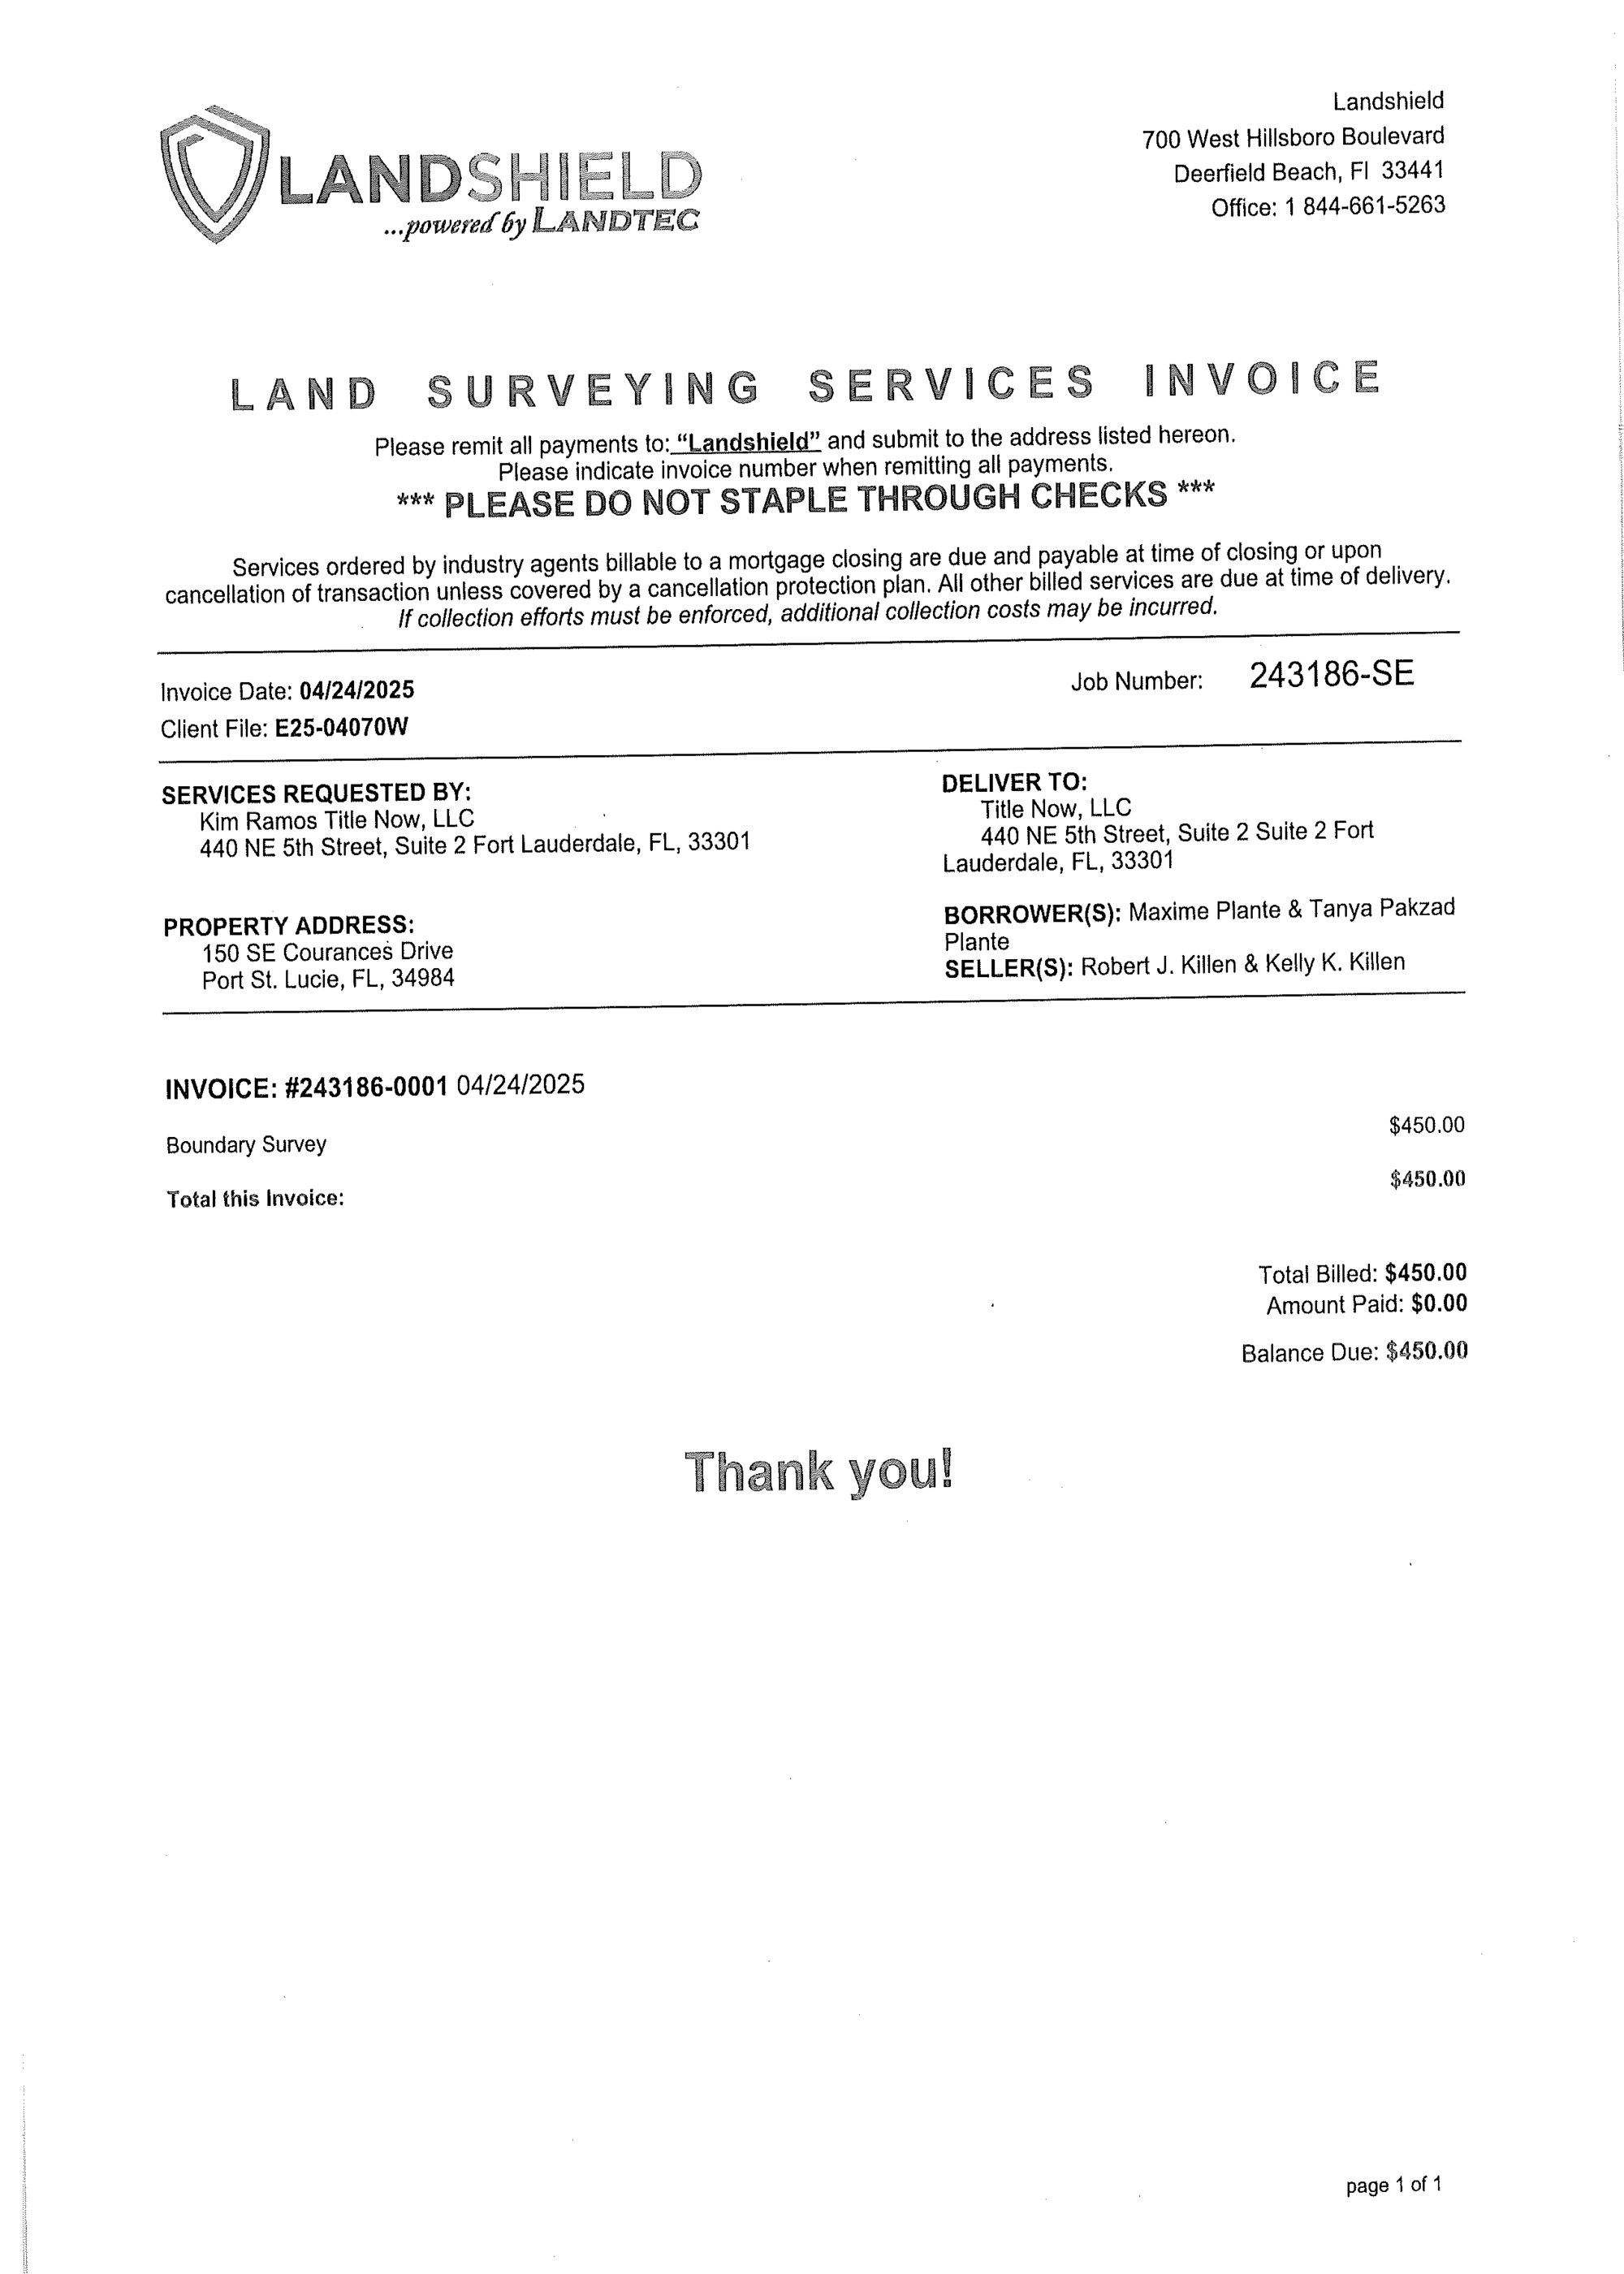 LANDSHIELD
...powered by LANDTEC
Landshield
700 West Hillsboro Boulevard
Deerfield Beach, Fl 33441
Office: 1 844-661-5263
LAND SURVEYING SERVICES INVOICE
Please remit all payments to: “Landshield” and submit to the address listed hereon.
Please indicate invoice number when remitting all payments.
*** PLEASE DO NOT STAPLE THROUGH CHECKS ***
Services ordered by industry agents billable to a mortgage closing are due and payable at time of closing or upon
cancellation of transaction unless covered by a cancellation protection plan. All other billed services are due at time of delivery.
If collection efforts must be enforced, additional collection costs may be incurred.
Invoice Date: 04/24/2025
Job Number: 243186-SE
Client File: E25-04070W
SERVICES REQUESTED BY:
Kim Ramos Title Now, LLC
440 NE 5th Street, Suite 2 Fort Lauderdale, FL, 33301
DELIVER TO:
Title Now, LLC
440 NE 5th Street, Suite 2 Suite 2 Fort
Lauderdale, FL, 33301
PROPERTY ADDRESS:
150 SE Courances Drive
Port St. Lucie, FL, 34984
BORROWER(S): Maxime Plante & Tanya Pakzad
Plante
SELLER(S): Robert J. Killen & Kelly K. Killen
INVOICE: #243186-0001 04/24/2025
Boundary Survey $450.00
Total this Invoice: $450.00
Total Billed: $450.00
Amount Paid: $0.00
Balance Due: $450.00
Thank you!
page 1 of 1